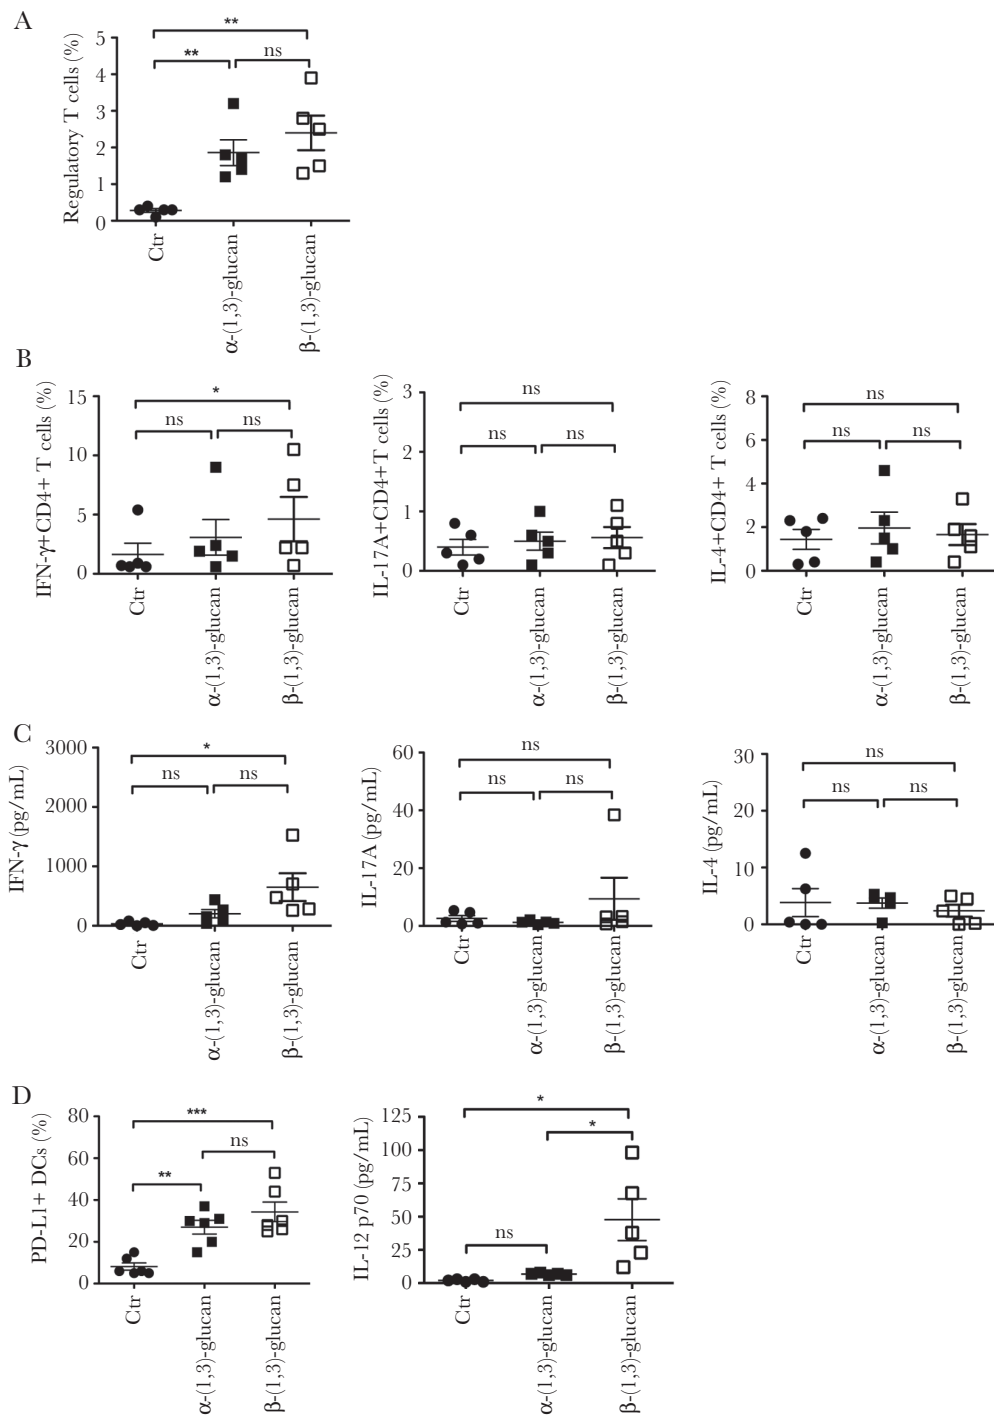 A
Regulatory T cells (%)
5
4
3
2
1
0
**
**
ns
Ctr
α-(1,3)-glucan
β-(1,3)-glucan
B
IFN-γ+CD4+ T cells (%)
15
10
5
0
*
ns
ns
Ctr
α-(1,3)-glucan
β-(1,3)-glucan
IL-17A+CD4+ T cells (%)
3
2
1
0
ns
ns
ns
Ctr
α-(1,3)-glucan
β-(1,3)-glucan
IL-4+CD4+ T cells (%)
8
6
4
2
0
ns
ns
ns
Ctr
α-(1,3)-glucan
β-(1,3)-glucan
C
IFN-γ (pg/mL)
3000
2000
1000
0
*
ns
ns
Ctr
α-(1,3)-glucan
β-(1,3)-glucan
IL-17A (pg/mL)
60
40
20
0
ns
ns
ns
Ctr
α-(1,3)-glucan
β-(1,3)-glucan
IL-4 (pg/mL)
30
20
10
0
ns
ns
ns
Ctr
α-(1,3)-glucan
β-(1,3)-glucan
D
PD-L1+ DCs (%)
80
60
40
20
0
***
ns
**
Ctr
α-(1,3)-glucan
β-(1,3)-glucan
IL-12 p70 (pg/mL)
125
100
75
50
25
0
*
*
ns
Ctr
α-(1,3)-glucan
β-(1,3)-glucan